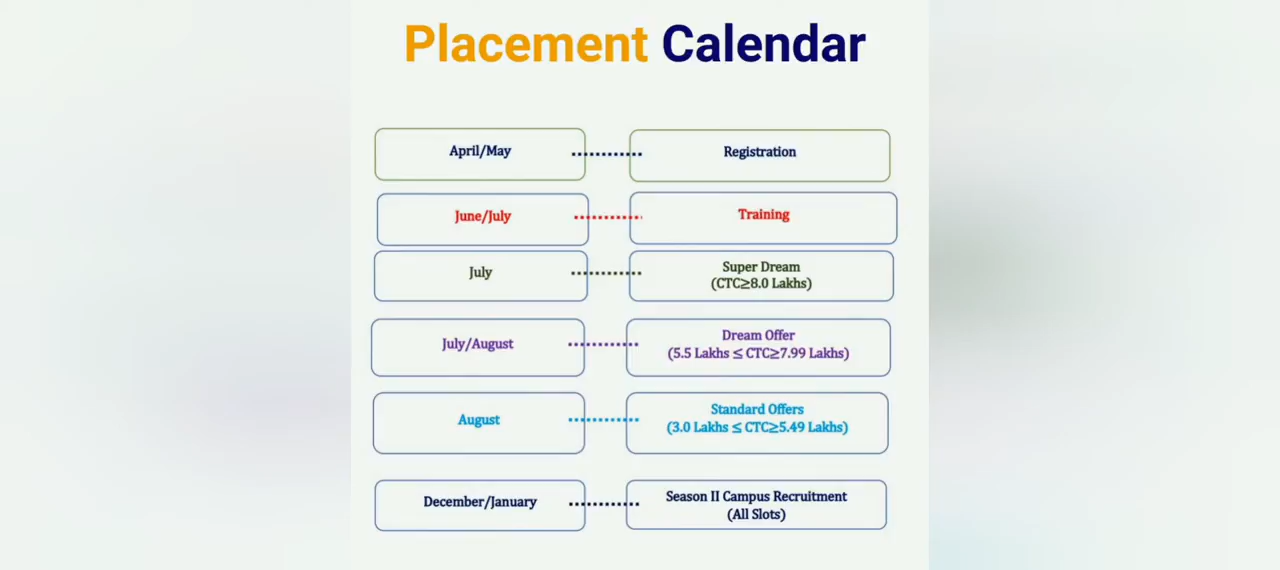 Placement Calendar
April/May
Registration
June/July
Training
July
Super Dream
(CTC≥8.0 Lakhs)
July/August
Dream Offer
(5.5 Lakhs ≤ CTC≥7.99 Lakhs)
August
Standard Offers
(3.0 Lakhs ≤ CTC≥5.49 Lakhs)
December/January
Season II Campus Recruitment
(All Slots)